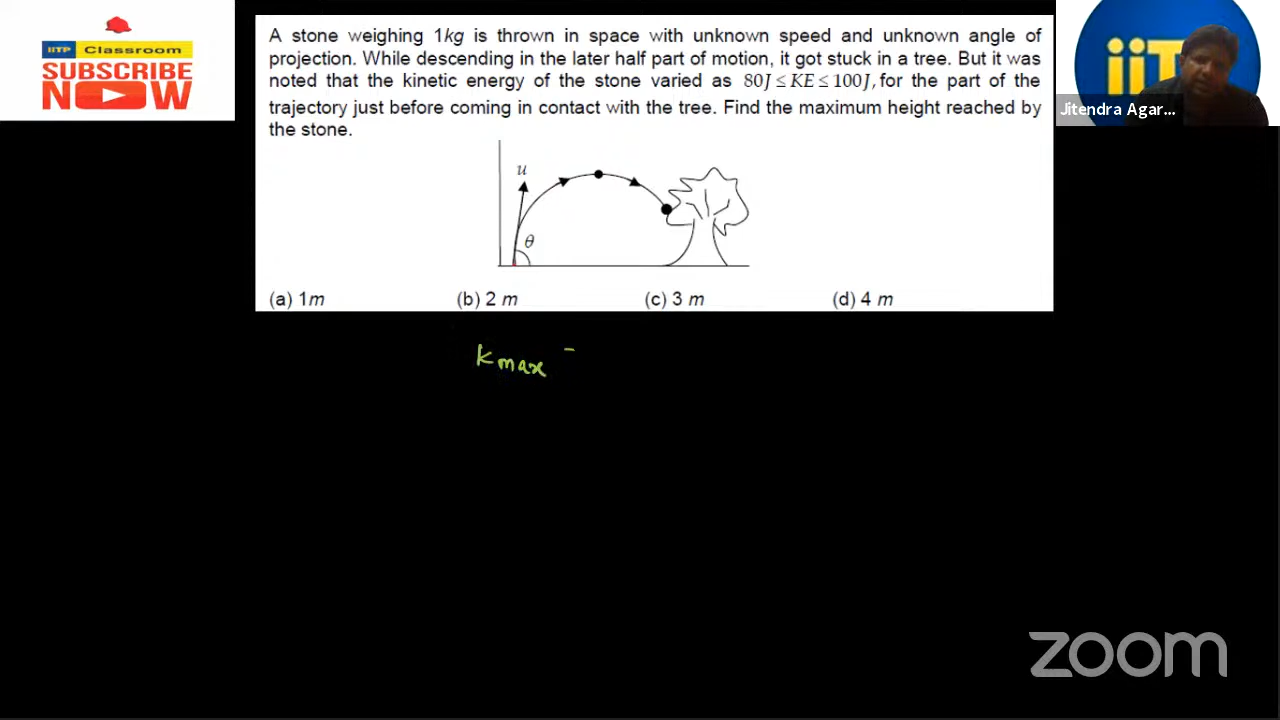 IITP Classroom
SUBSCRIBE
NOW
A stone weighing 1kg is thrown in space with unknown speed and unknown angle of
projection. While descending in the later half part of motion, it got stuck in a tree. But it was
noted that the kinetic energy of the stone varied as 80J ≤ KE ≤ 100J, for the part of the
trajectory just before coming in contact with the tree. Find the maximum height reached by
the stone.
u
θ
(a) 1m (b) 2 m (c) 3 m (d) 4 m
iiT
Jitendra Agar...
Kmax -
zoom